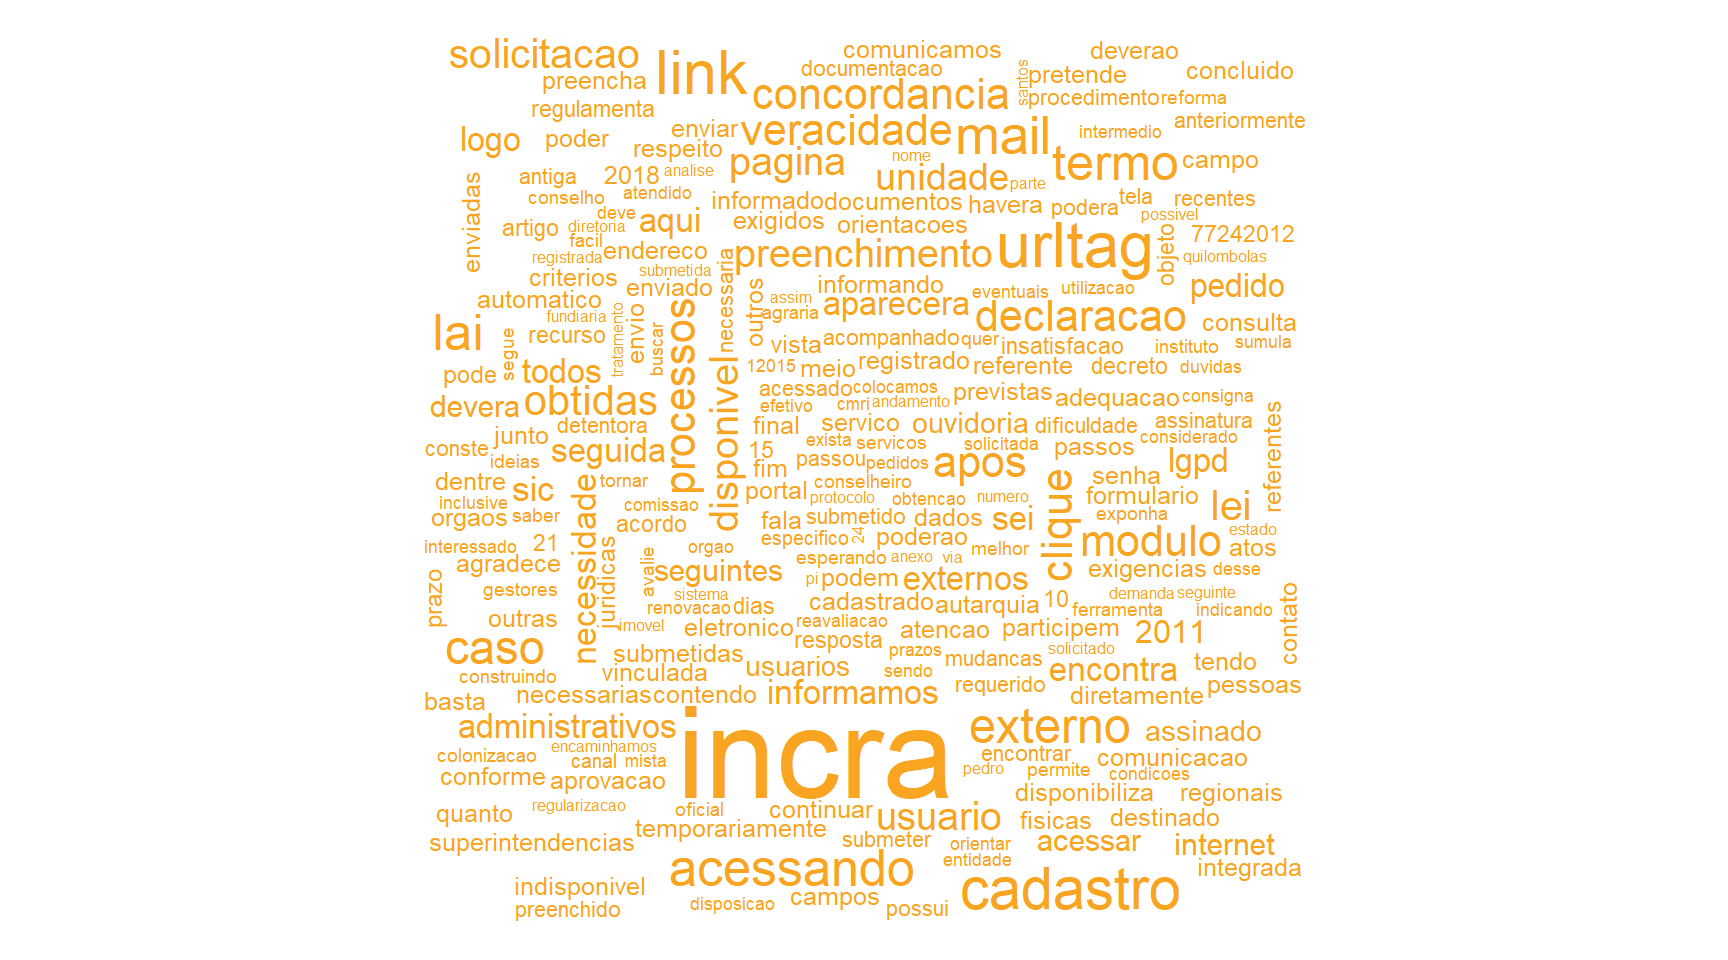 solicitacao
link
comunicamos
deverao
preencha
documentacao
santos
pretende
concluido
concordancia
procedimento
reforma
regulamenta
anteriormente
logo
poder
enviar
veracidade
mail
intermedio
respeito
pagina
nome
termo
campo
antiga
2018
analise
unidade
parte
conselho
atendido
enviadas
informado
documentos
havera
podera
tela
recentes
deve
aqui
exigidos
orientacoes
possivel
artigo
diretoria
facil
endereco
77242012
registrada
preenchimento
urltag
objeto
quilombolas
submetida
necessaria
criterios
enviado
outros
informando
eventuais
utilizacao
pedido
automatico
assim
agraria
aparecera
fundiaria
declaracao
consulta
lai
segue
recurso
tratamento
envio
buscar
processos
disponivel
vista
acompanhado
quer
insatisfacao
instituto
sumula
pode
todos
12015
meio
registrado
referente
decreto
duvidas
devera
obtidas
acessado
colocamos
previstas
adequacao
consigna
efetivo
cmri
andamento
detentora
final
servico
ouvidoria
dificuldade
assinatura
referentes
junto
conste
seguida
15
exista
servicos
solicitada
passos
considerado
ideias
fim
passou
pedidos
apos
lgpd
dentre
sic
tornar
conselheiro
clique
senha
inclusive
necessidade
comissao
portal
protocolo
obtencao
numero
formulario
lei
orgaos
saber
acordo
fala
submetido
dados
sei
exponha
estado
interessado
21
juridicas
orgao
especifico
24
poderao
melhor
modulo
atos
agradece
avalie
seguintes
esperando
anexo
via
exigencias
desse
prazo
gestores
pi
podem
externos
sistema
demanda
seguinte
renovacao
dias
cadastrado
autarquia
10
ferramenta
indicando
contato
outras
imovel
eletronico
reavaliacao
atencao
participem
2011
caso
resposta
prazos
solicitado
submetidas
usuarios
sendo
mudancas
encontra
tendo
construindo
vinculada
requerido
pessoas
basta
necessarias
contendo
informamos
diretamente
administrativos
incra
externo
assinado
encaminhamos
colonizacao
canal
mista
encontrar
comunicacao
conforme
aprovacao
pedro
permite
condicoes
disponibiliza
regionais
quanto
regularizacao
oficial
continuar
usuario
fisicas
destinado
temporariamente
superintendencias
submeter
orientar
acessar
internet
entidade
acessando
integrada
indisponivel
cadastro
preenchido
disposicao
campos
possui